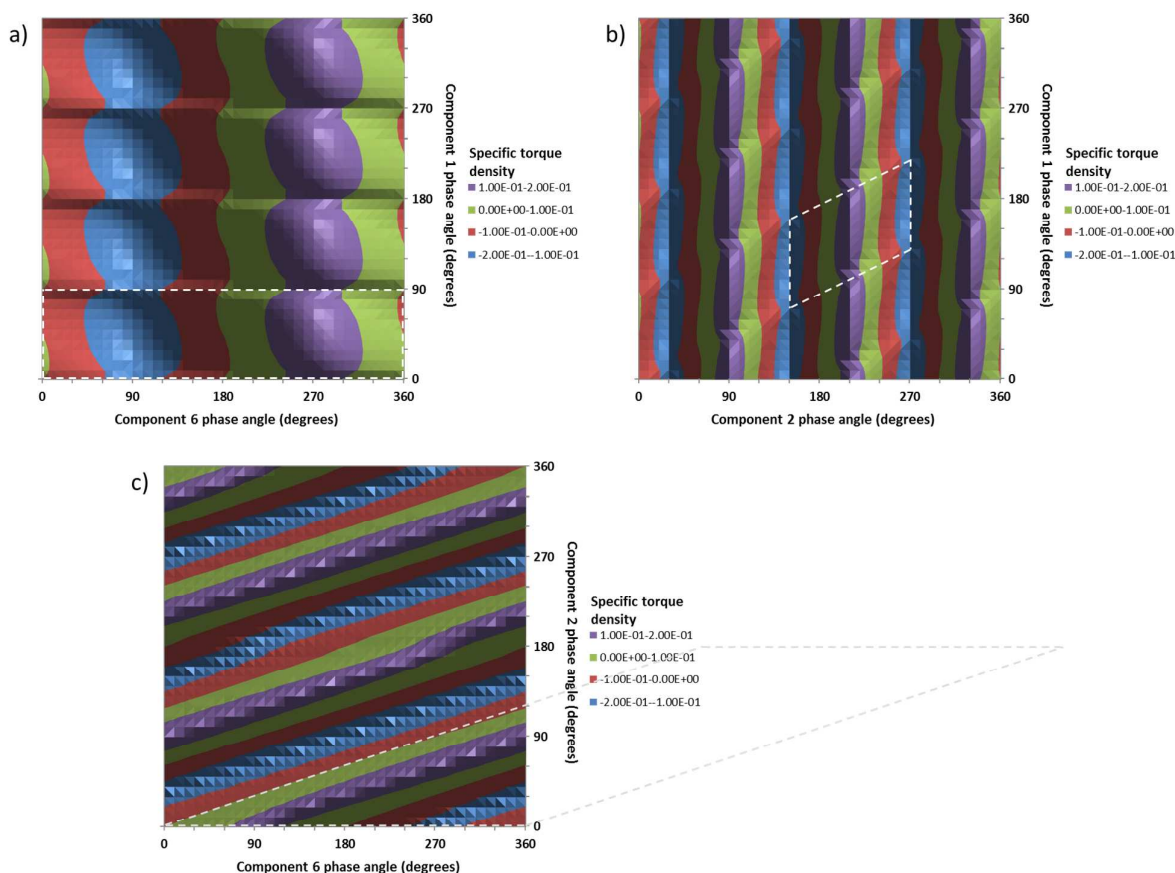 a)
360
270
180
90
0
Component 1 phase angle (degrees)
0
90
180
270
360
Component 6 phase angle (degrees)
Specific torque
density
1.00E-01-2.00E-01
0.00E+00-1.00E-01
-1.00E-01-0.00E+00
-2.00E-01--1.00E-01
b)
360
270
180
90
0
Component 1 phase angle (degrees)
0
90
180
270
360
Component 2 phase angle (degrees)
Specific torque
density
1.00E-01-2.00E-01
0.00E+00-1.00E-01
-1.00E-01-0.00E+00
-2.00E-01--1.00E-01
c)
360
270
180
90
0
Component 2 phase angle (degrees)
0
90
180
270
360
Component 6 phase angle (degrees)
Specific torque
density
1.00E-01-2.00E-01
0.00E+00-1.00E-01
-1.00E-01-0.00E+00
-2.00E-01--1.00E-01